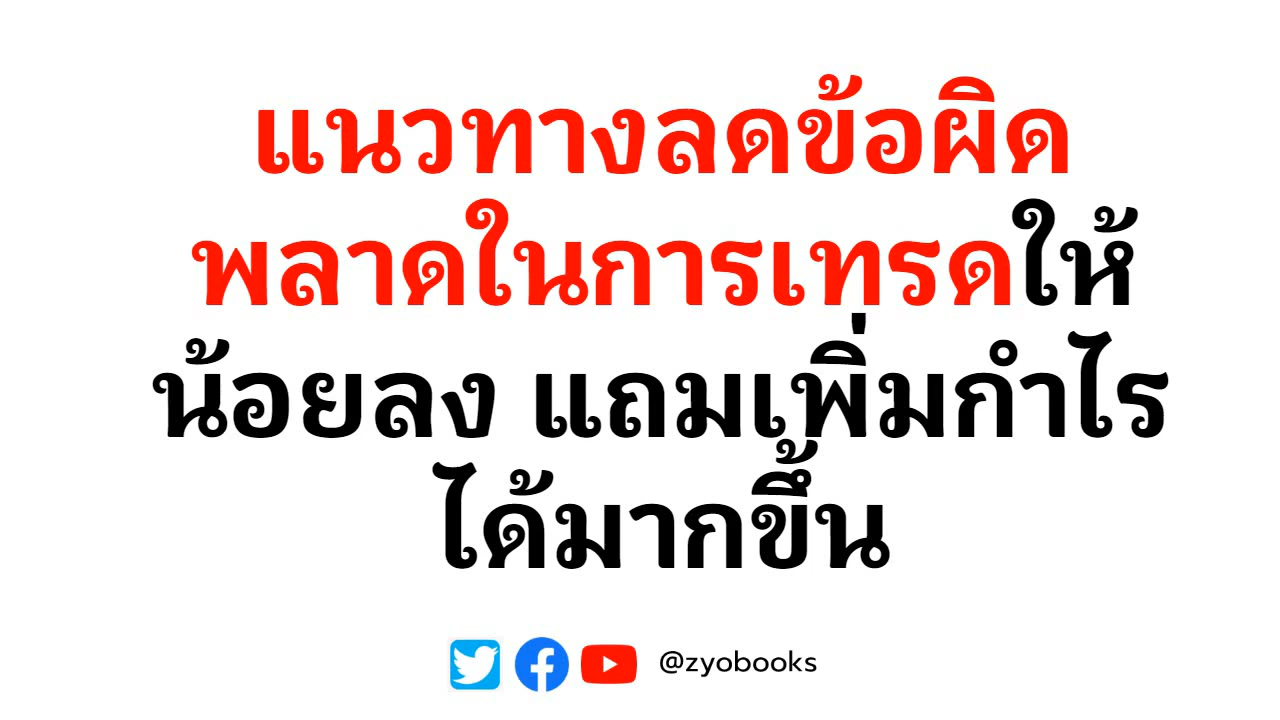 แนวทางลดข้อผิด
พลาดในการเทรดให้
น้อยลง แถมเพิ่มกำไร
ได้มากขึ้น
@zyobooks